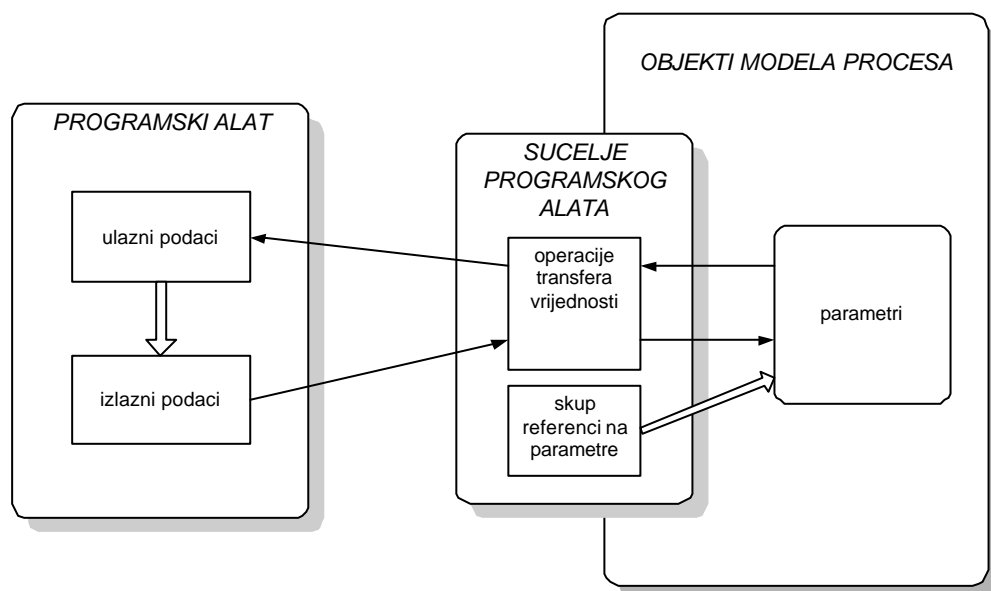 OBJEKTI MODELA PROCESA
PROGRAMSKI ALAT
SUCELJE
PROGRAMSKOG
ALATA
ulazni podaci
operacije
transfera
vrijednosti
parametri
izlazni podaci
skup
referenci na
parametre